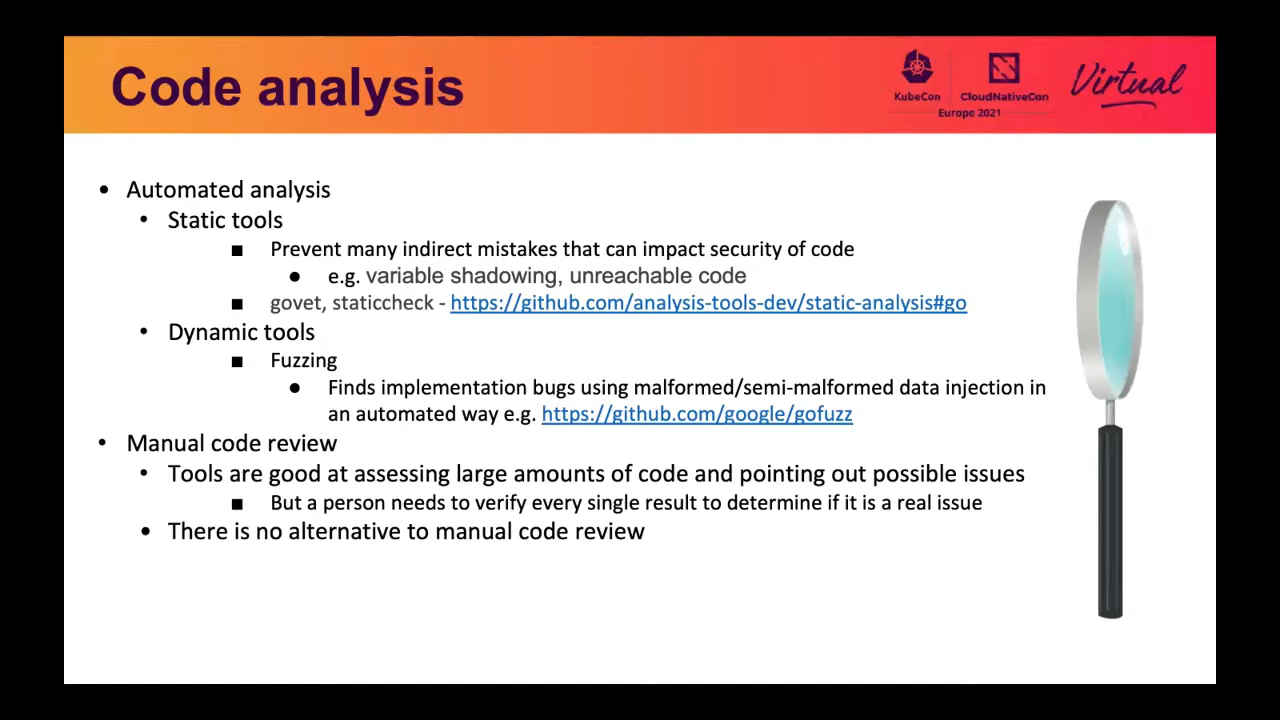 Code analysis
KubeCon
CloudNativeCon
Europe 2021
Virtual
• Automated analysis
• Static tools
■ Prevent many indirect mistakes that can impact security of code
● e.g. variable shadowing, unreachable code
■ govet, staticcheck - https://github.com/analysis-tools-dev/static-analysis#go
• Dynamic tools
■ Fuzzing
● Finds implementation bugs using malformed/semi-malformed data injection in
an automated way e.g. https://github.com/google/gofuzz
• Manual code review
• Tools are good at assessing large amounts of code and pointing out possible issues
■ But a person needs to verify every single result to determine if it is a real issue
• There is no alternative to manual code review